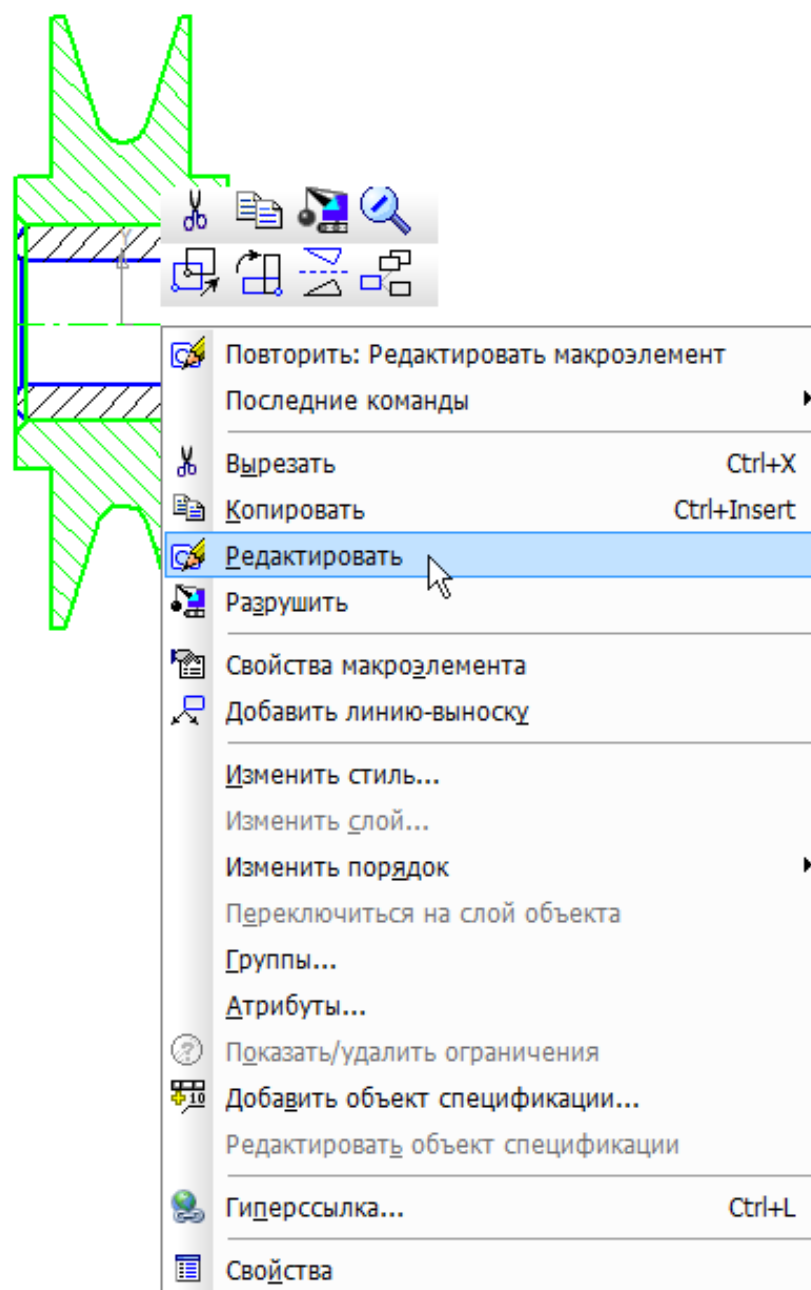 Y
Повторить: Редактировать макроэлемент
Последние команды
Вырезать Ctrl+X
Копировать Ctrl+Insert
Редактировать
Разрушить
Свойства макроэлемента
Добавить линию-выноску
Изменить стиль...
Изменить слой...
Изменить порядок
Переключиться на слой объекта
Группы...
Атрибуты...
Показать/удалить ограничения
Добавить объект спецификации...
Редактировать объект спецификации
Гиперссылка... Ctrl+L
Свойства